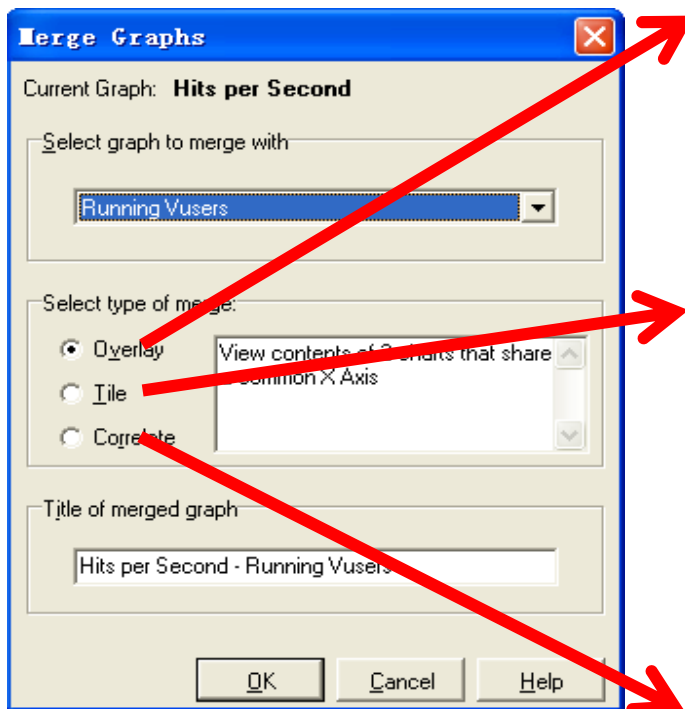 Merge Graphs
Current Graph: Hits per Second
Select graph to merge with
Running Vusers
Select type of merge:
Overlay
View contents of 2 charts that share
a common X Axis
Tile
Correlate
Title of merged graph
Hits per Second - Running Vusers
OK Cancel Help